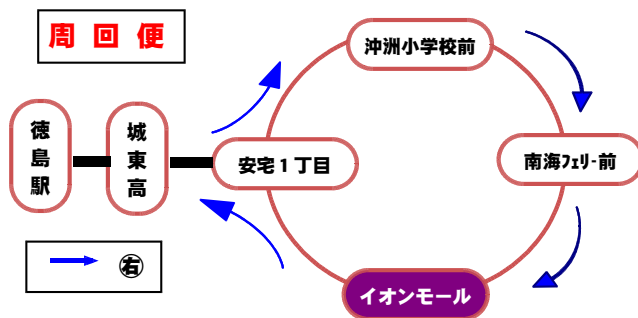 周回便
沖洲小学校前
徳島駅
城東高
安宅1丁目
南海ﾌｪﾘｰ前
㊨
イオンモール